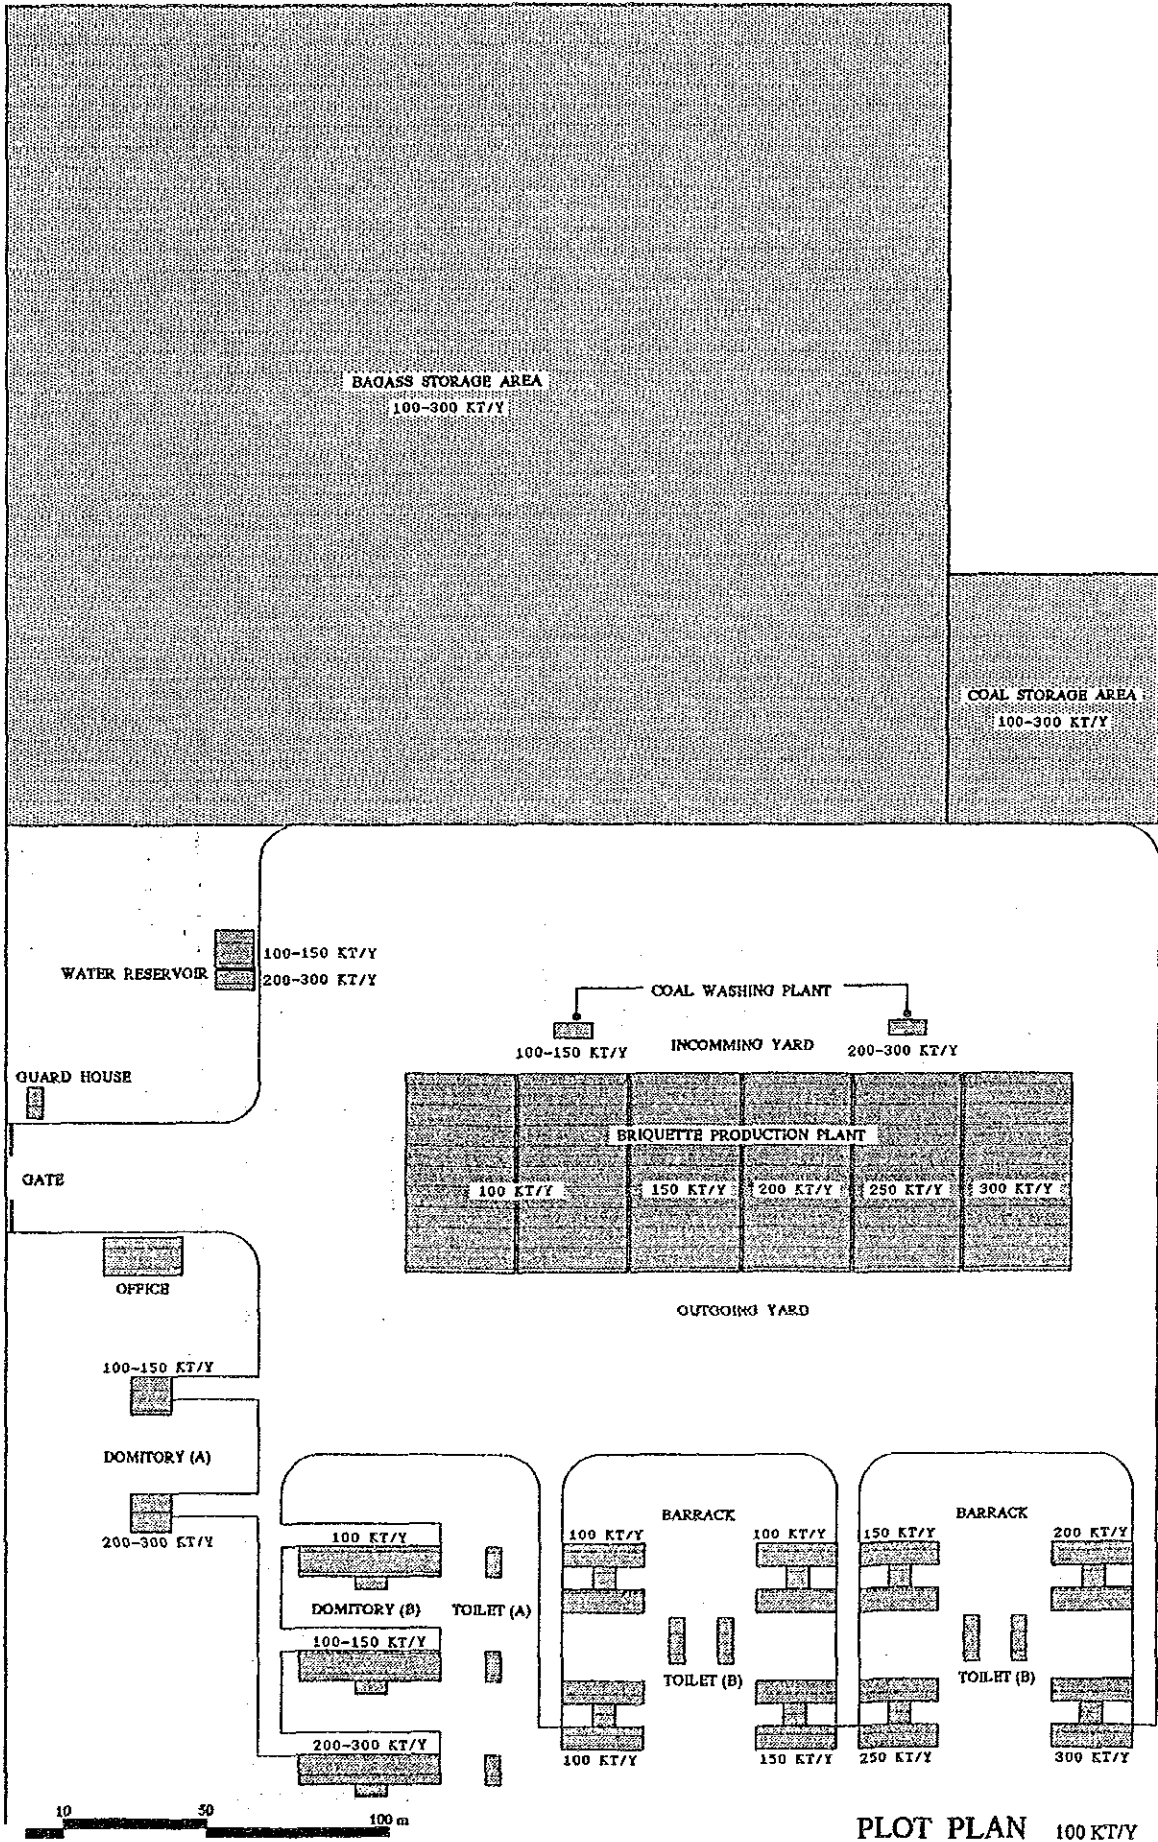 BAGASS STORAGE AREA
100-300 KT/Y
COAL STORAGE AREA
100-300 KT/Y
100-150 KT/Y
WATER RESERVOIR
200-300 KT/Y
COAL WASHING PLANT
100-150 KT/Y
INCOMMING YARD
200-300 KT/Y
GUARD HOUSE
BRIQUETTE PRODUCTION PLANT
GATE
100 KT/Y
150 KT/Y
200 KT/Y
250 KT/Y
300 KT/Y
OFFICE
OUTGOING YARD
100-150 KT/Y
DOMITORY (A)
200-300 KT/Y
BARRACK
BARRACK
100 KT/Y
100 KT/Y
100 KT/Y
150 KT/Y
200 KT/Y
DOMITORY (B)
TOILET (A)
100-150 KT/Y
TOILET (B)
TOILET (B)
200-300 KT/Y
100 KT/Y
150 KT/Y
250 KT/Y
300 KT/Y
10
50
100 m
PLOT PLAN 100 KT/Y